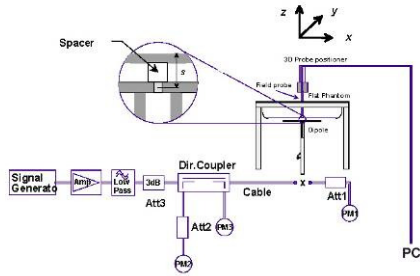 z
y
x
Spacer
s
3D Probe positioner
Field probe
Flat Phantom
Dipole
Signal
Generato
Amp
Low
Pass
3dB
Att3
Dir.Coupler
Cable
x
Att1
PM1
Att2
PM3
PM2
PC